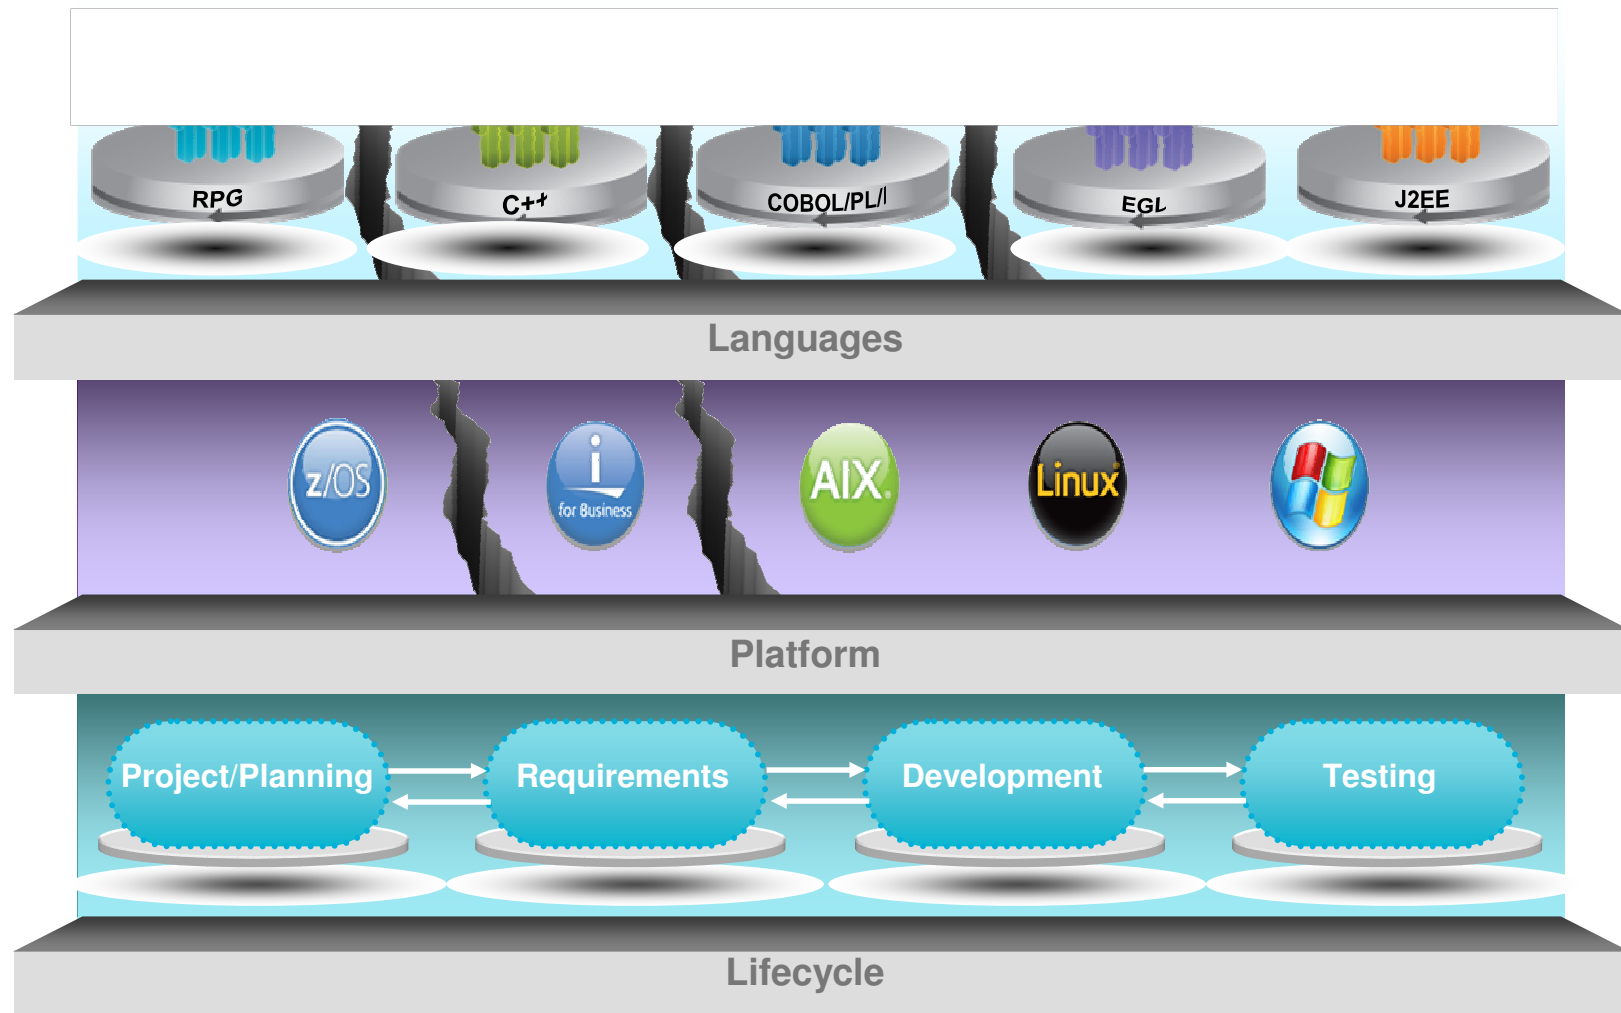 RPG
C++
COBOL/PL/I
EGL
J2EE
Languages
z/OS
i
for Business
AIX
Linux
Platform
Project/Planning
Requirements
Development
Testing
Lifecycle